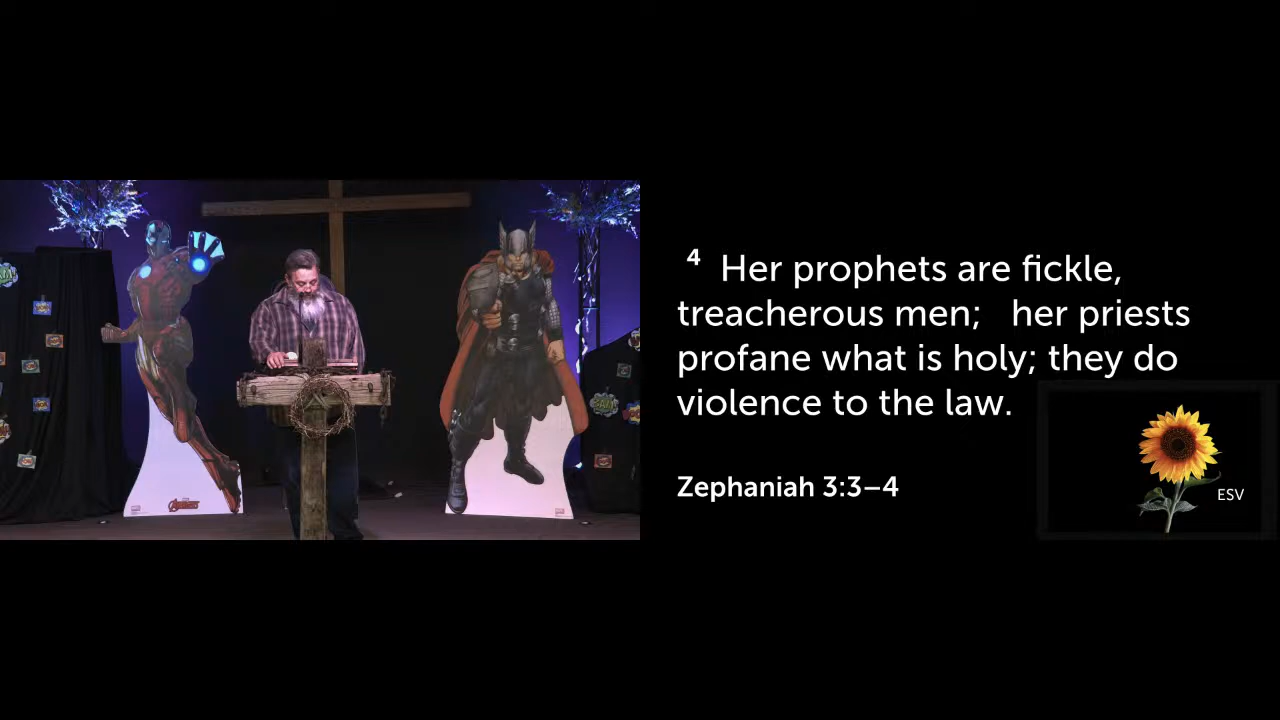 4 Her prophets are fickle,
treacherous men; her priests
profane what is holy; they do
violence to the law.
Zephaniah 3:3–4
ESV
AVENGERS